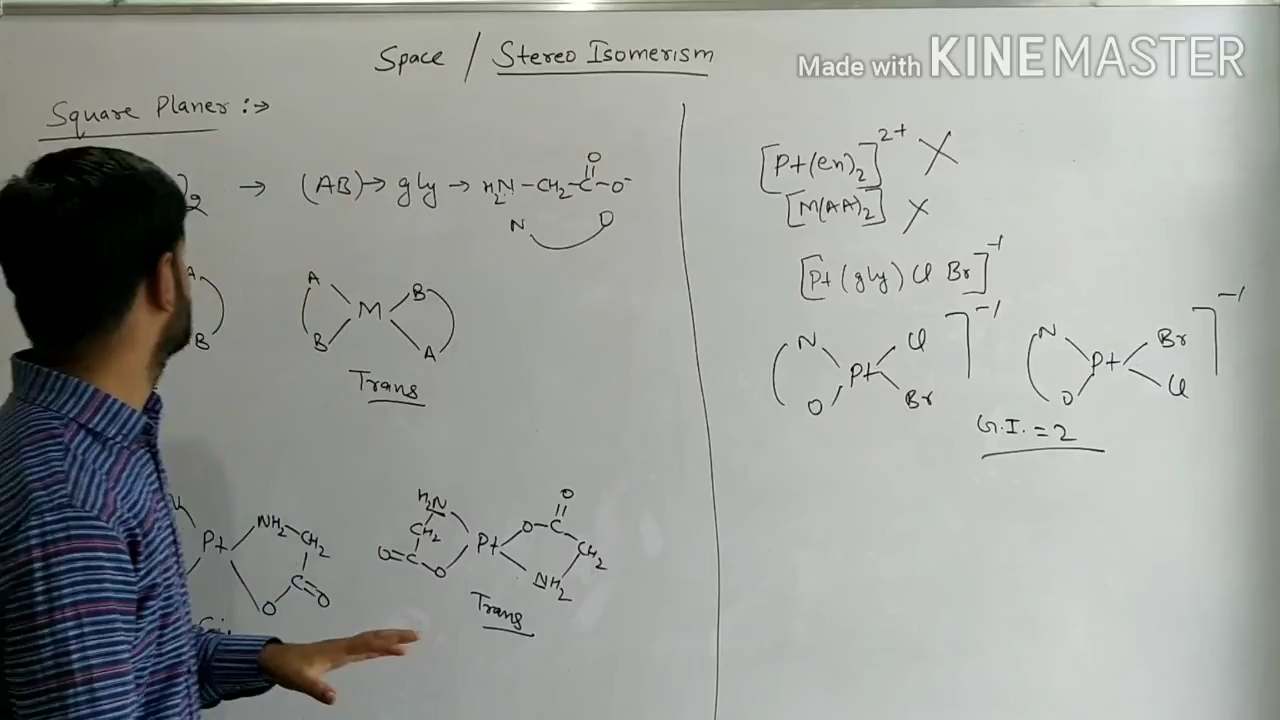 Space / Stereo Isomerism
Made with KINEMASTER
Square Planer :→
)2 → (AB) → gly → H2N-CH2-C-O-
O
N O
A
B
A B
M
B A
Trans
Pt NH2 CH2
C=O
O
H2N
CH2
O=C
O
Pt
O-C
O
CH2
NH2
Trans
[Pt(en)2]2+ X
[M(AA)2] X
[Pt(gly) Cl Br]-1
N Cl -1
Pt
O Br
N Br -1
Pt
O Cl
G.I. = 2